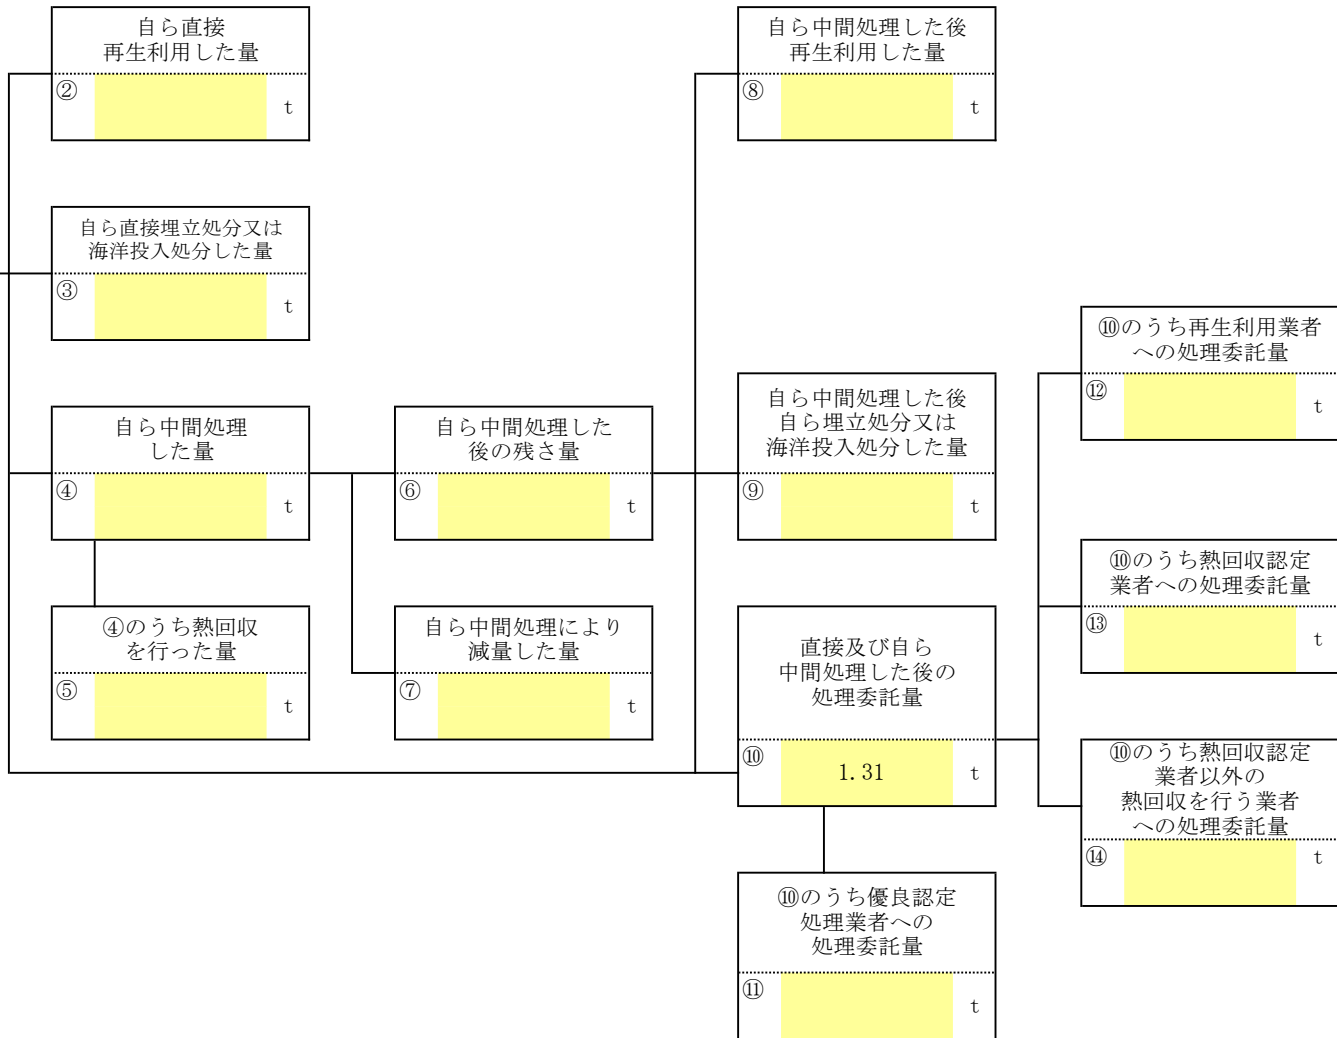 自ら直接
再生利用した量
②
t
自ら中間処理した後
再生利用した量
⑧
t
自ら直接埋立処分又は
海洋投入処分した量
③
t
⑩のうち再生利用業者
への処理委託量
⑫
t
自ら中間処理
した量
④
t
自ら中間処理した
後の残さ量
⑥
t
自ら中間処理した後
自ら埋立処分又は
海洋投入処分した量
⑨
t
⑩のうち熱回収認定
業者への処理委託量
⑬
t
④のうち熱回収
を行った量
⑤
t
自ら中間処理により
減量した量
⑦
t
直接及び自ら
中間処理した後の
処理委託量
⑩
1.31
t
⑩のうち熱回収認定
業者以外の
熱回収を行う業者
への処理委託量
⑭
t
⑩のうち優良認定
処理業者への
処理委託量
⑪
t